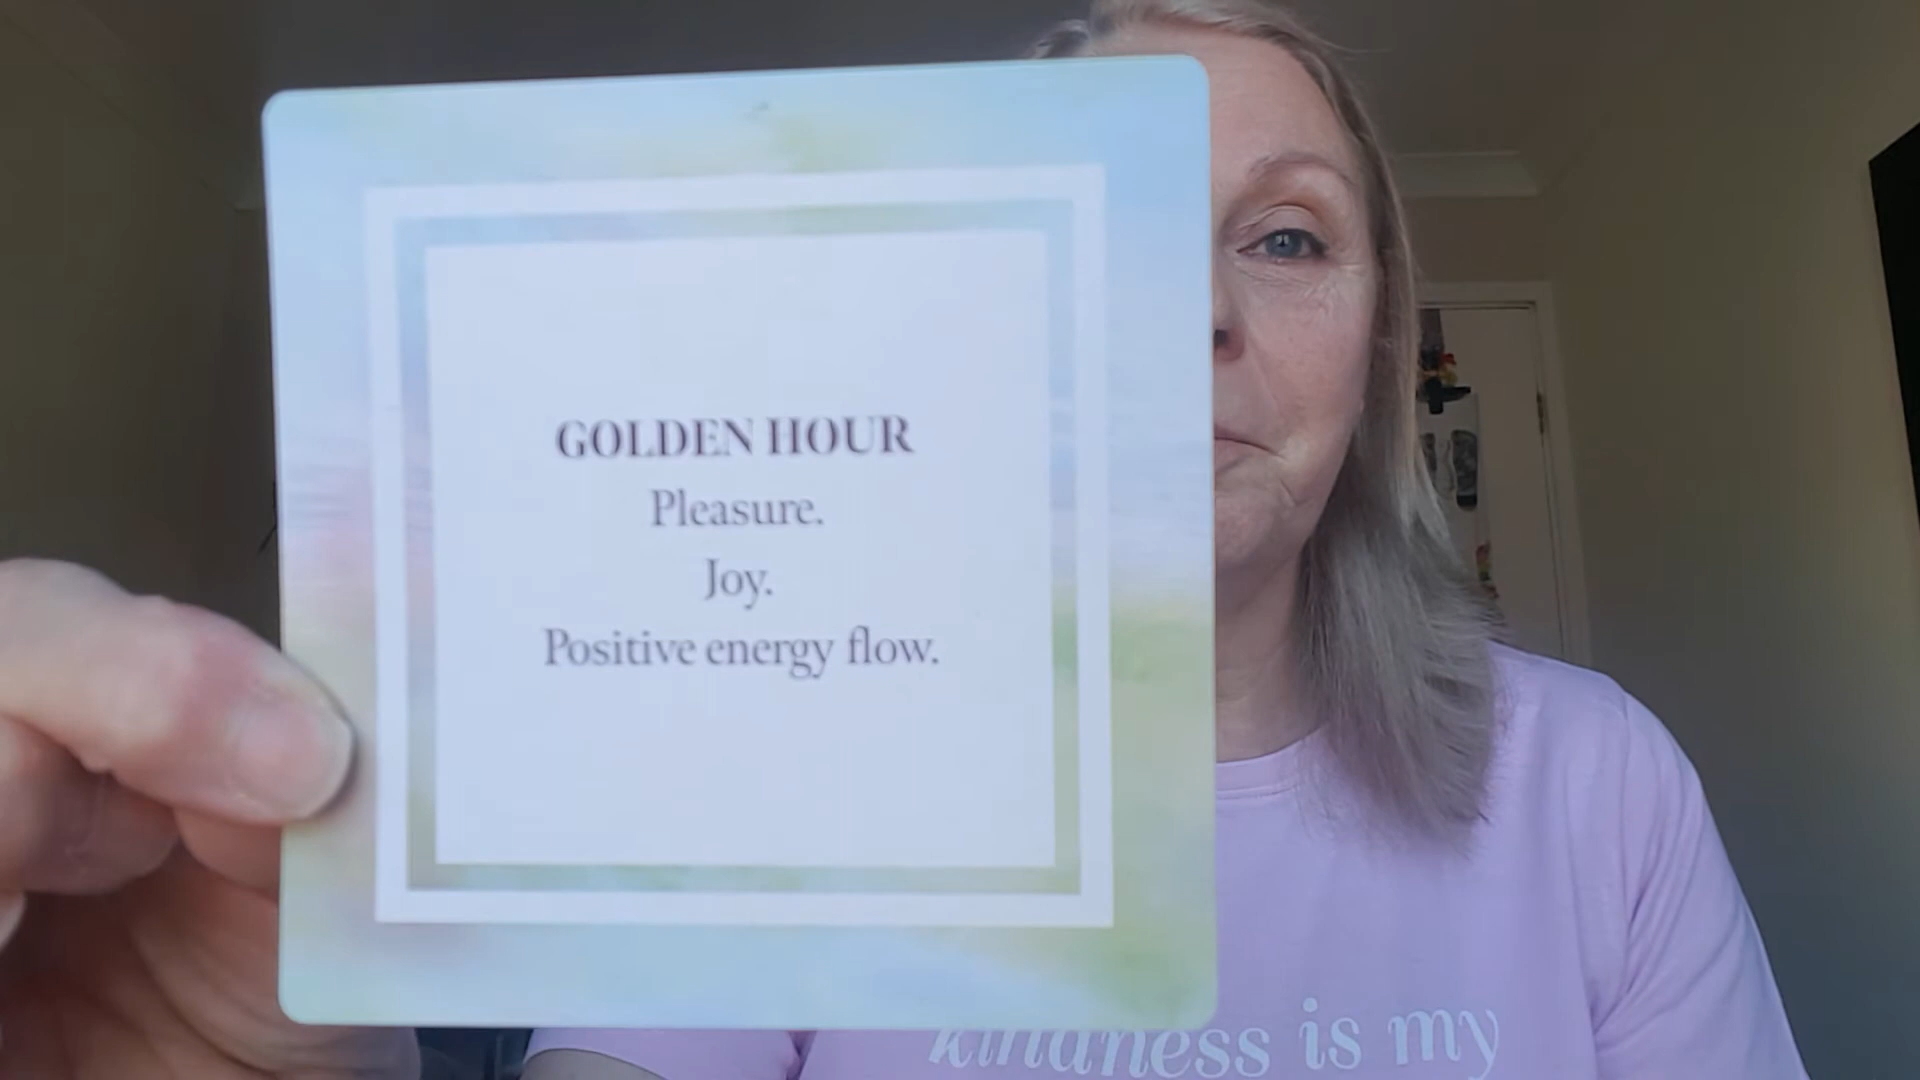 GOLDEN HOUR
Pleasure.
Joy.
Positive energy flow.
kindness is my